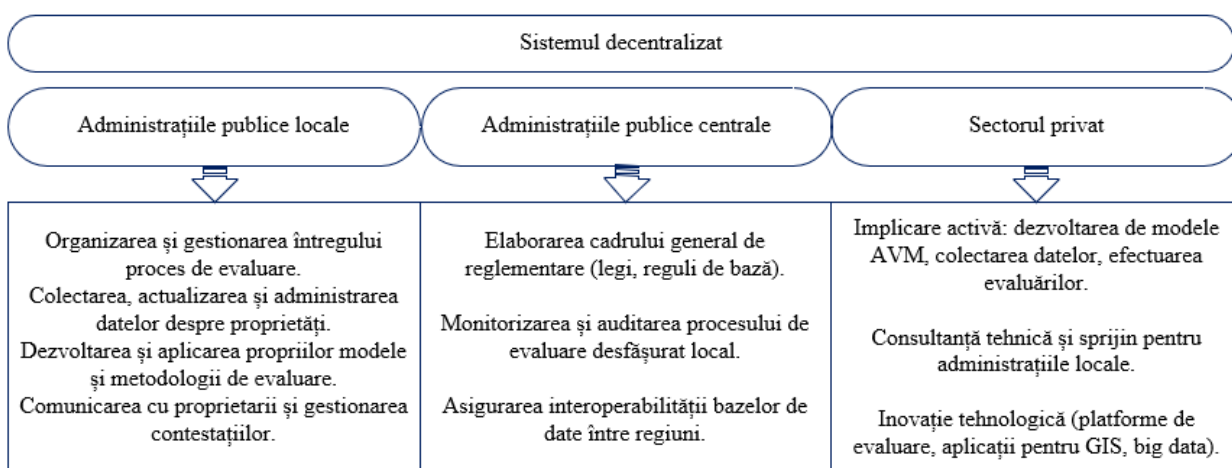 Sistemul decentralizat
Administrațiile publice locale
Administrațiile publice centrale
Sectorul privat
Organizarea și gestionarea întregului
proces de evaluare.
Colectarea, actualizarea și administrarea
datelor despre proprietăți.
Dezvoltarea și aplicarea propriilor modele
și metodologii de evaluare.
Comunicarea cu proprietarii și gestionarea
contestațiilor.
Elaborarea cadrului general de
reglementare (legi, reguli de bază).
Monitorizarea și auditarea procesului de
evaluare desfășurat local.
Asigurarea interoperabilității bazelor de
date între regiuni.
Implicare activă: dezvoltarea de modele
AVM, colectarea datelor, efectuarea
evaluărilor.
Consultanță tehnică și sprijin pentru
administrațiile locale.
Inovație tehnologică (platforme de
evaluare, aplicații pentru GIS, big data).